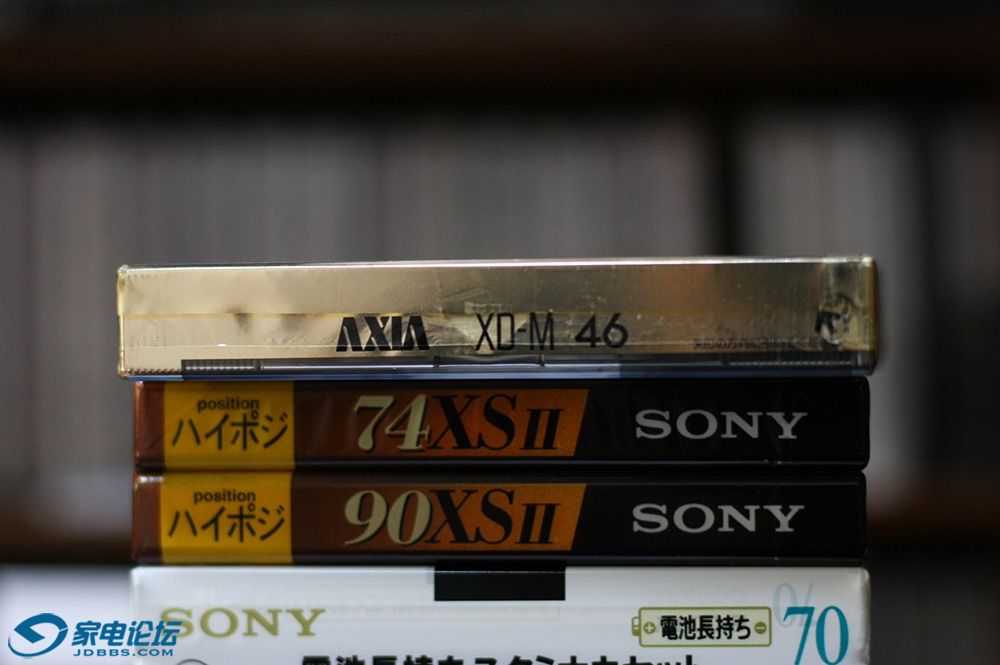 AXIA XD-M 46
position
ハイポジ 74XSII SONY
position
ハイポジ 90XSII SONY
SONY 電池長持ち 70
家电论坛
JDBBS.COM